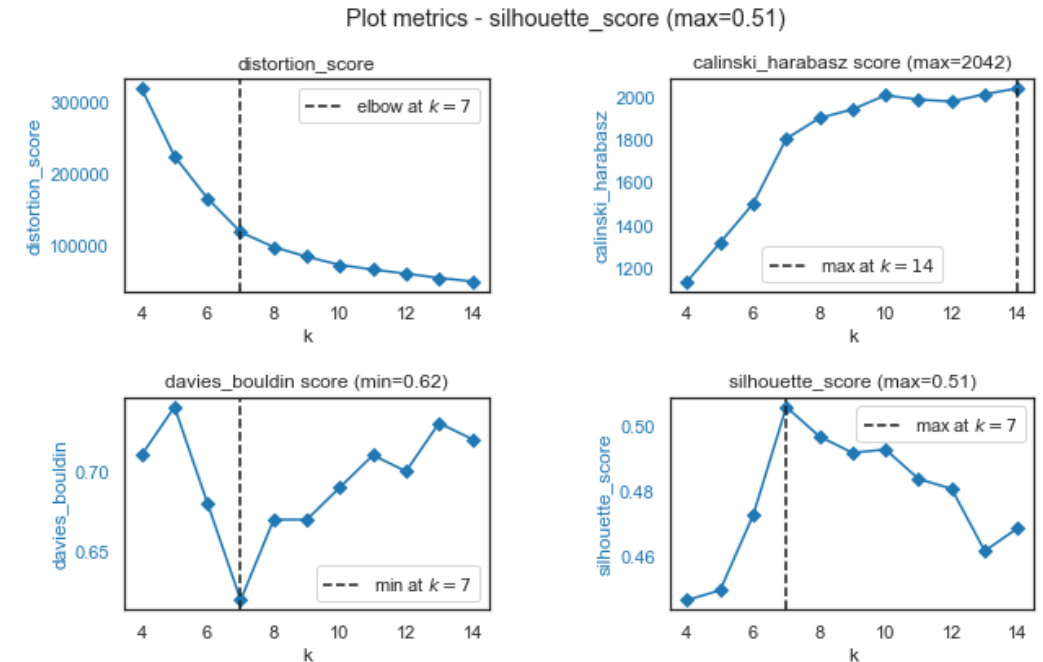 Plot metrics - silhouette_score (max=0.51)
distortion_score
distortion_score
300000
200000
100000
elbow at k = 7
4 6 8 10 12 14
k
calinski_harabasz score (max=2042)
calinski_harabasz
2000
1800
1600
1400
1200
max at k = 14
4 6 8 10 12 14
k
davies_bouldin score (min=0.62)
davies_bouldin
0.70
0.65
min at k = 7
4 6 8 10 12 14
k
silhouette_score (max=0.51)
silhouette_score
0.50
0.48
0.46
max at k = 7
4 6 8 10 12 14
k